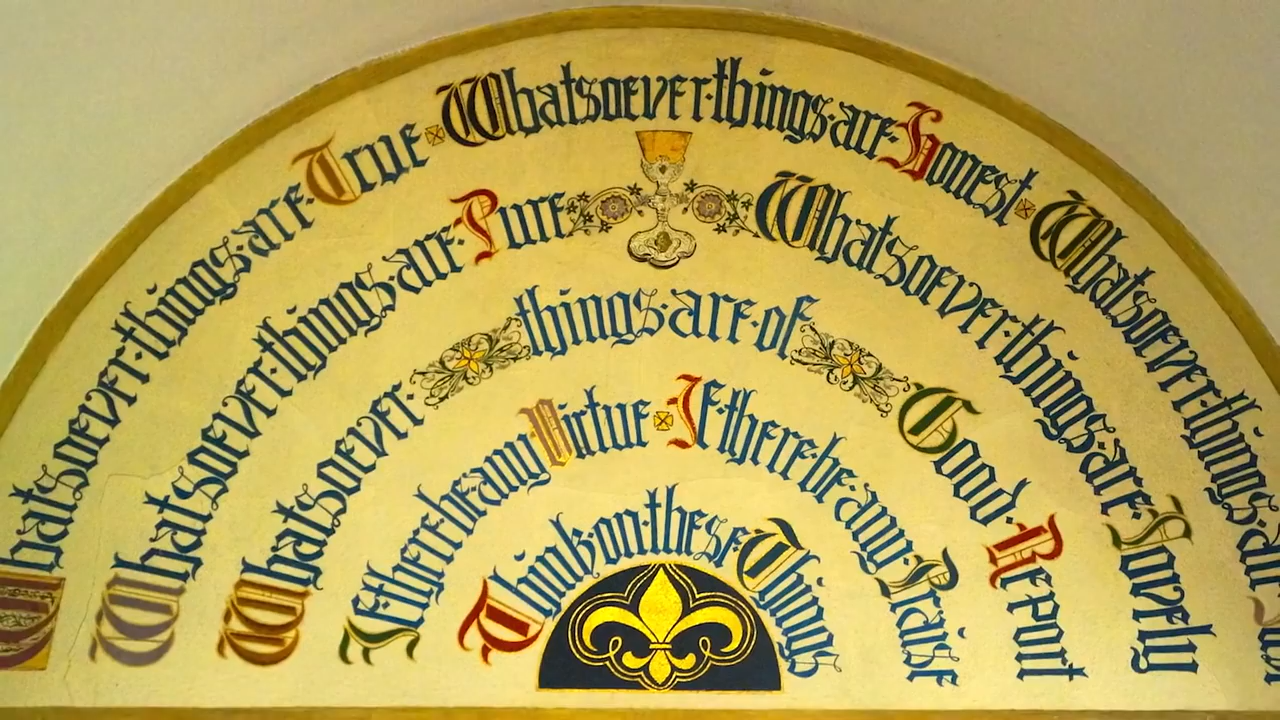 Whatsoever·things·are·True Whatsoever·things·are·Honest Whatsoever·things·are
Whatsoever·things·are·Pure Whatsoever·things·are·Lovely
Whatsoever·things·are·of Good·Report
If·there·be·any Virtue If·there·be·any·Praise
Think·on·these·Things